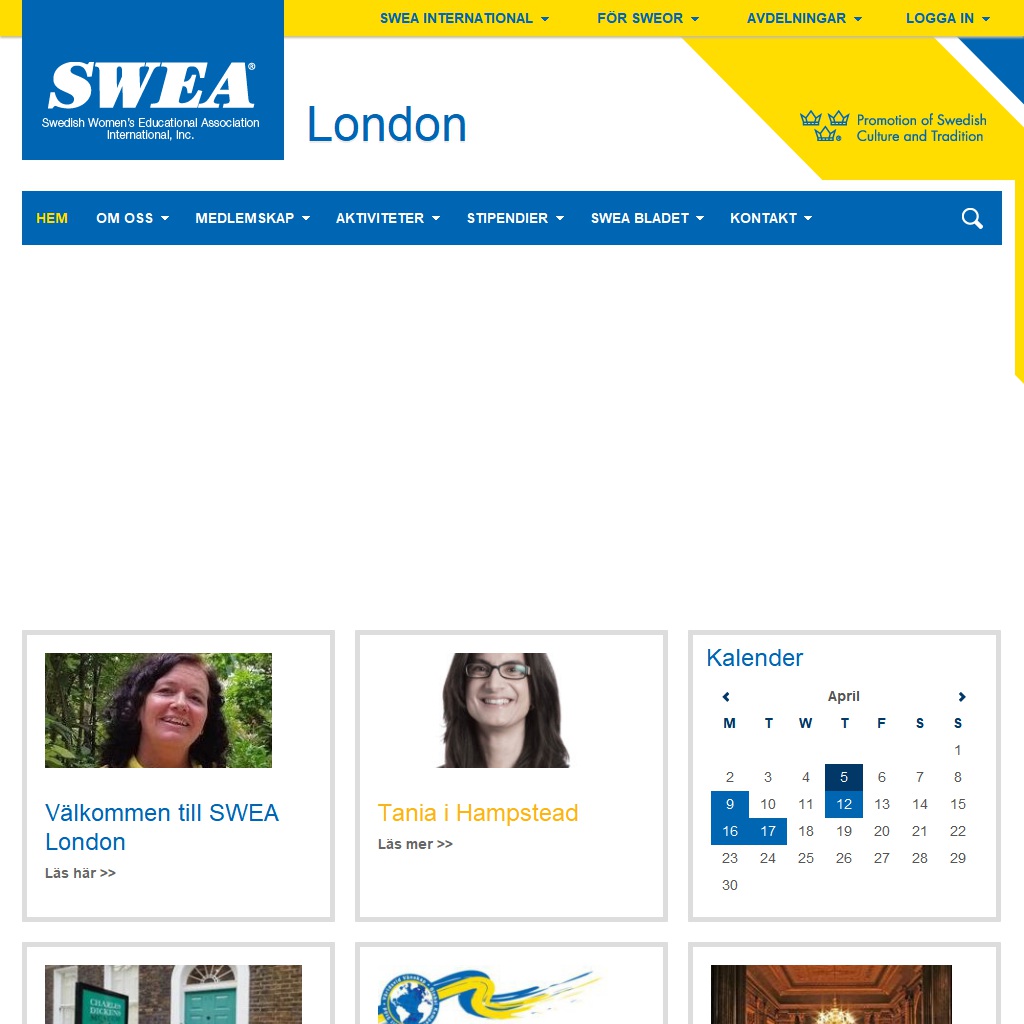 SWEA INTERNATIONAL
FÖR SWEOR
AVDELNINGAR
LOGGA IN
SWEA®
Swedish Women's Educational Association
International, Inc.
London
Promotion of Swedish
Culture and Tradition
HEM
OM OSS
MEDLEMSKAP
AKTIVITETER
STIPENDIER
SWEA BLADET
KONTAKT
Välkommen till SWEA
London
Läs här >>
Tania i Hampstead
Läs mer >>
Kalender
April
M T W T F S S
1
2 3 4 5 6 7 8
9 10 11 12 13 14 15
16 17 18 19 20 21 22
23 24 25 26 27 28 29
30
CHARLES
DICKENS